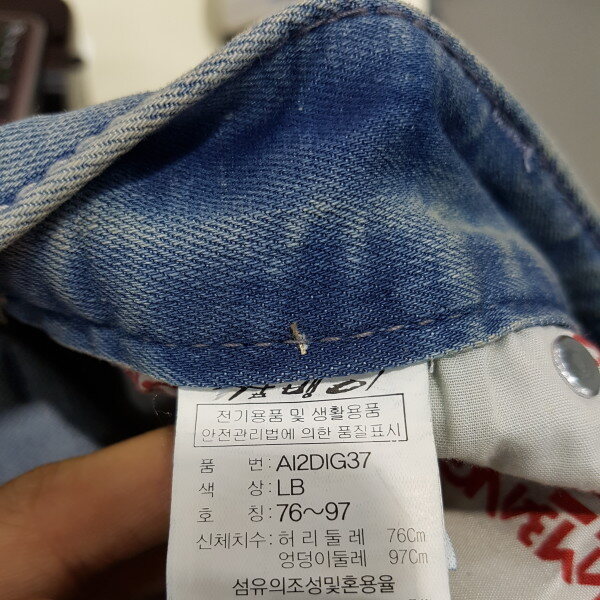 전기용품 및 생활용품
안전관리법에 의한 품질표시
품 번: AI2DIG37
색 상: LB
호 칭: 76~97
신체치수: 허 리 둘 레 76Cm
엉덩이둘레 97Cm
섬유의조성및혼용율